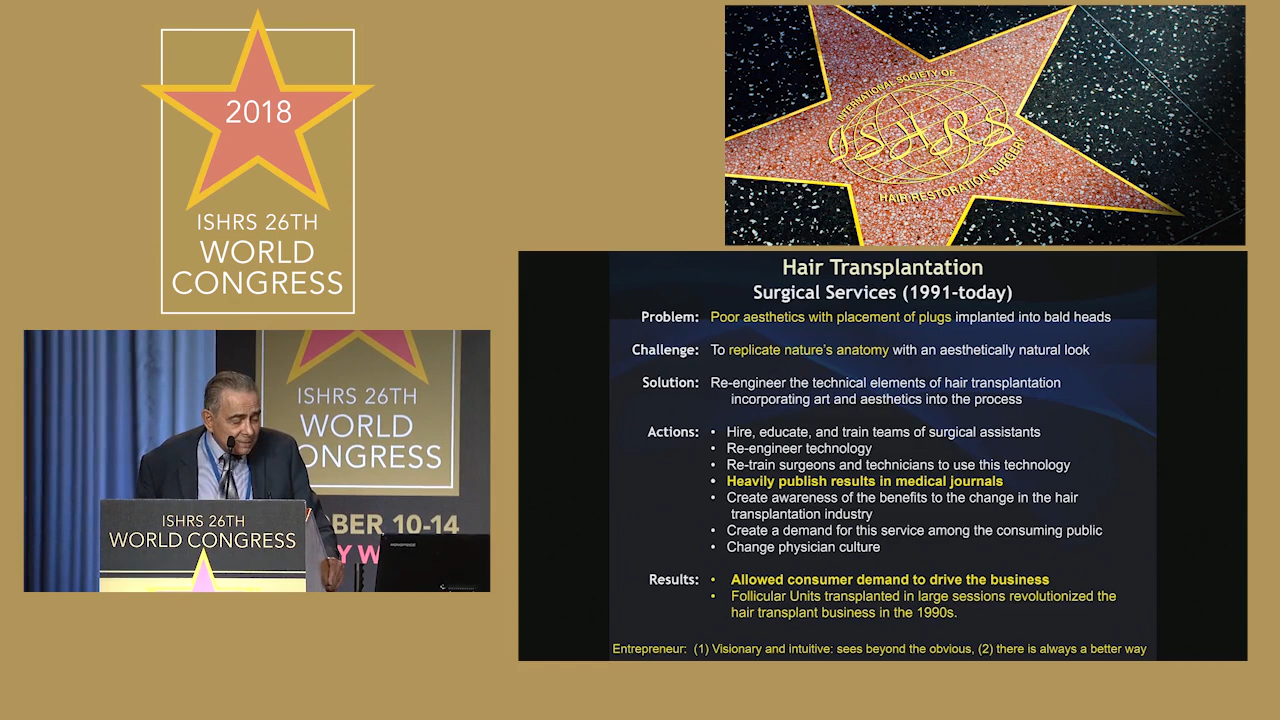 2018
ISHRS 26TH
WORLD
CONGRESS
INTERNATIONAL SOCIETY OF
ISHRS
HAIR RESTORATION SURGERY
ISHRS 26TH
WORLD
CONGRESS
BER 10-14
Y W
ISHRS 26TH
WORLD CONGRESS
Hair Transplantation
Surgical Services (1991-today)
Problem: Poor aesthetics with placement of plugs implanted into bald heads
Challenge: To replicate nature's anatomy with an aesthetically natural look
Solution: Re-engineer the technical elements of hair transplantation
incorporating art and aesthetics into the process
Actions: • Hire, educate, and train teams of surgical assistants
• Re-engineer technology
• Re-train surgeons and technicians to use this technology
• Heavily publish results in medical journals
• Create awareness of the benefits to the change in the hair
transplantation industry
• Create a demand for this service among the consuming public
• Change physician culture
Results: • Allowed consumer demand to drive the business
• Follicular Units transplanted in large sessions revolutionized the
hair transplant business in the 1990s.
Entrepreneur: (1) Visionary and intuitive: sees beyond the obvious, (2) there is always a better way